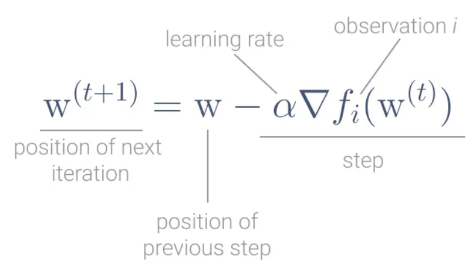 learning rate
observation i
w^{(t+1)} = w − α∇f_i(w^{(t)})
position of next
iteration
step
position of
previous step